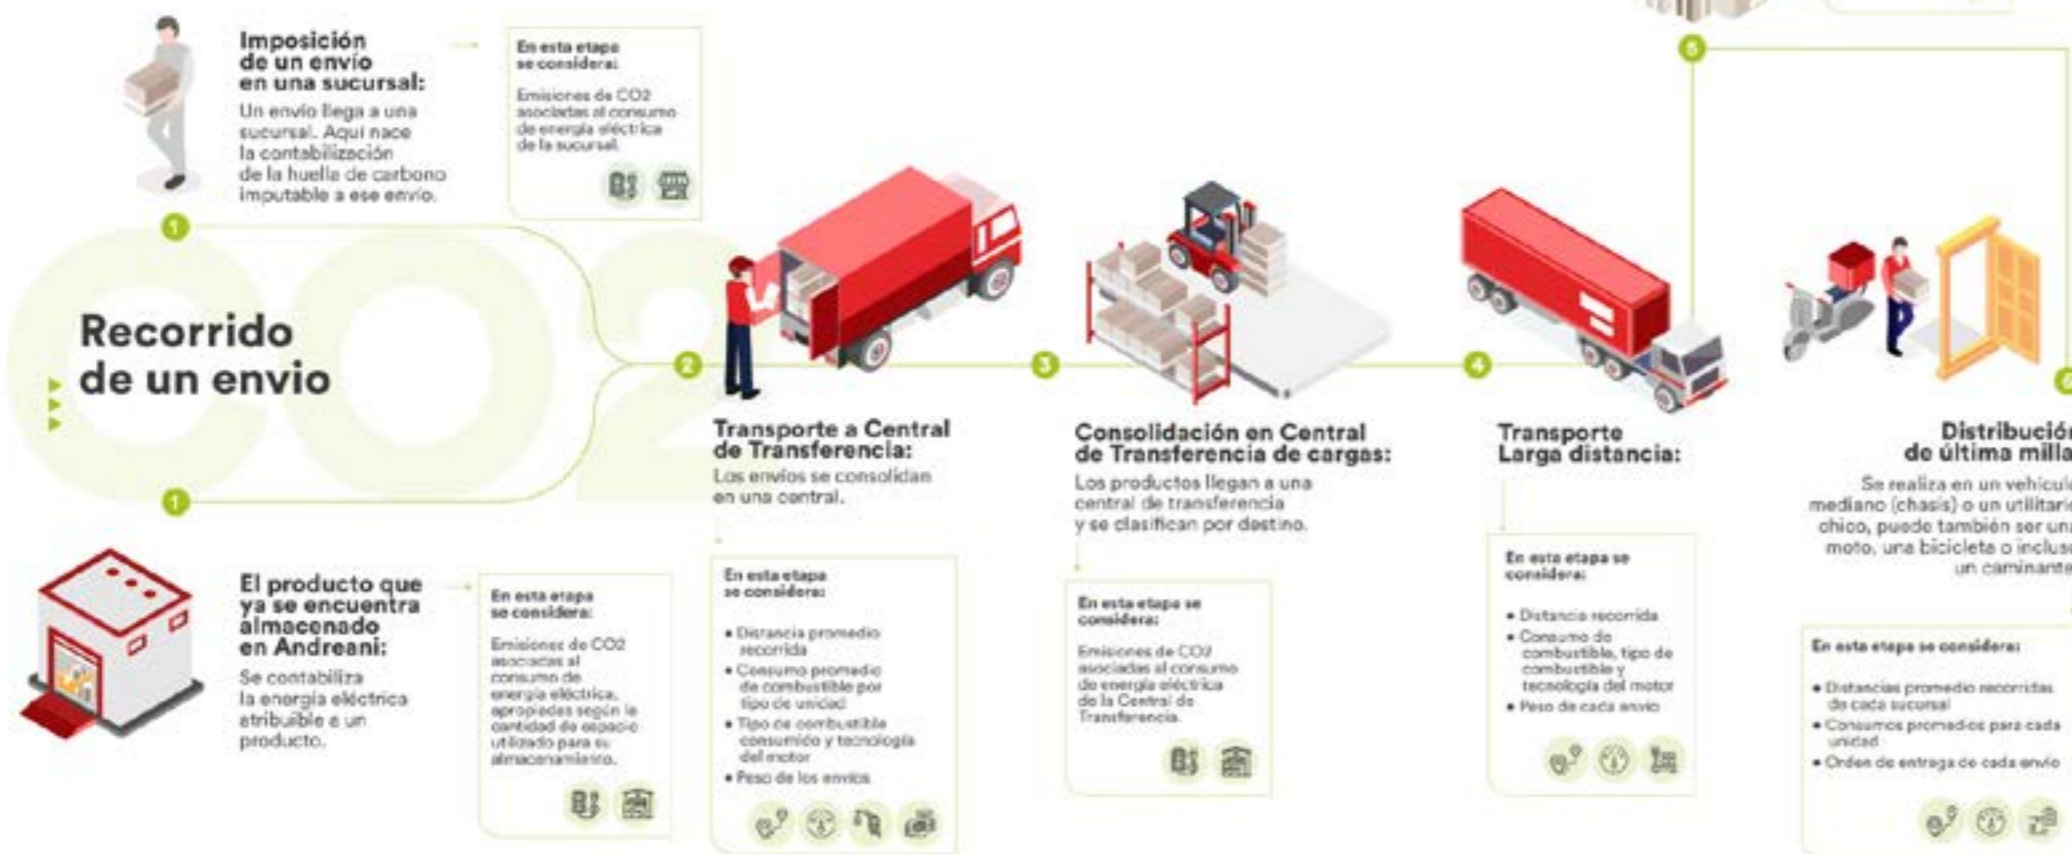 Imposición
de un envío
en una sucursal:
Un envío llega a una
sucursal. Aquí nace
la contabilización
de la huella de carbono
imputable a ese envío.
En esta etapa
se considera:
Emisiones de CO2
asociadas al consumo
de energía eléctrica
de la sucursal.
1
CO2
Recorrido
de un envio
1
El producto que
ya se encuentra
almacenado
en Andreani:
Se contabiliza
la energía eléctrica
atribuible a un
producto.
En esta etapa
se considera:
Emisiones de CO2
asociadas al
consumo de
energía eléctrica,
apropiadas según la
cantidad de espacio
utilizado para su
almacenamiento.
2
Transporte a Central
de Transferencia:
Los envíos se consolidan
en una central.
En esta etapa
se considera:
• Distancia promedio
recorrida
• Consumo promedio
de combustible por
tipo de unidad
• Tipo de combustible
consumido y tecnología
del motor
• Peso de los envíos
3
Consolidación en Central
de Transferencia de cargas:
Los productos llegan a una
central de transferencia
y se clasifican por destino.
En esta etapa se
considera:
Emisiones de CO2
asociadas al consumo
de energía eléctrica
de la Central de
Transferencia.
4
Transporte
Larga distancia:
En esta etapa se
considera:
• Distancia recorrida
• Consumo de
combustible, tipo de
combustible y
tecnología del motor
• Peso de cada envío
5
6
Distribución
de última milla
Se realiza en un vehículo
mediano (chasis) o un utilitario
chico, puede también ser una
moto, una bicicleta o incluso
un caminante
En esta etapa se considera:
• Distancias promedio recorridas
de cada sucursal
• Consumos promedios para cada
unidad
• Orden de entrega de cada envío